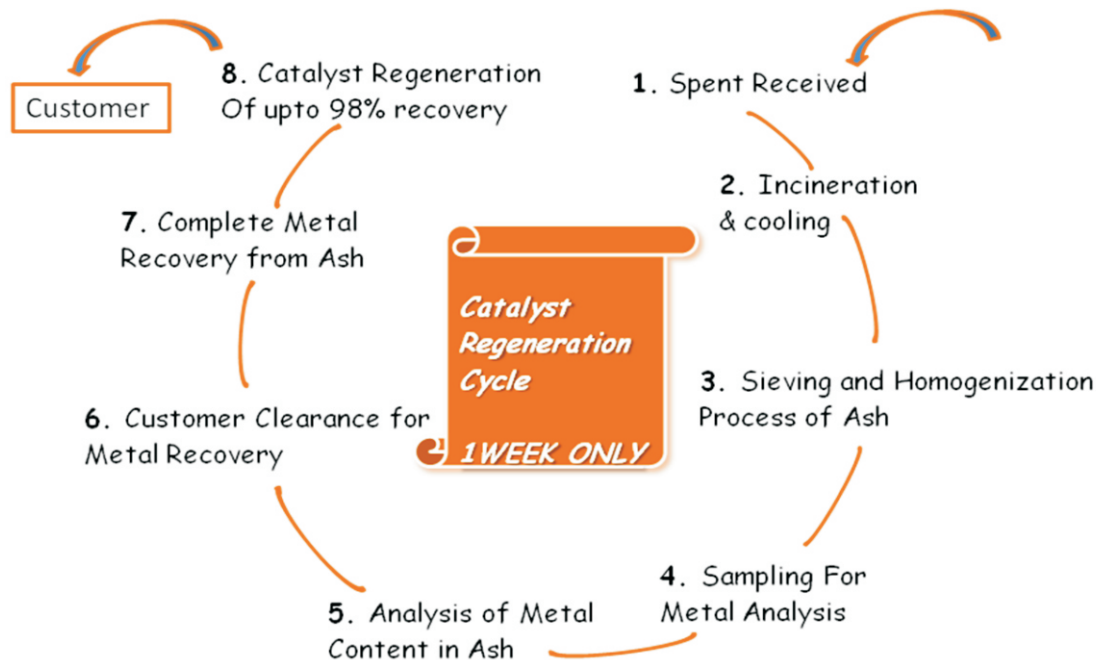 Customer
8. Catalyst Regeneration
Of upto 98% recovery
1. Spent Received
2. Incineration
& cooling
3. Sieving and Homogenization
Process of Ash
4. Sampling For
Metal Analysis
5. Analysis of Metal
Content in Ash
6. Customer Clearance for
Metal Recovery
7. Complete Metal
Recovery from Ash
Catalyst
Regeneration
Cycle
1WEEK ONLY